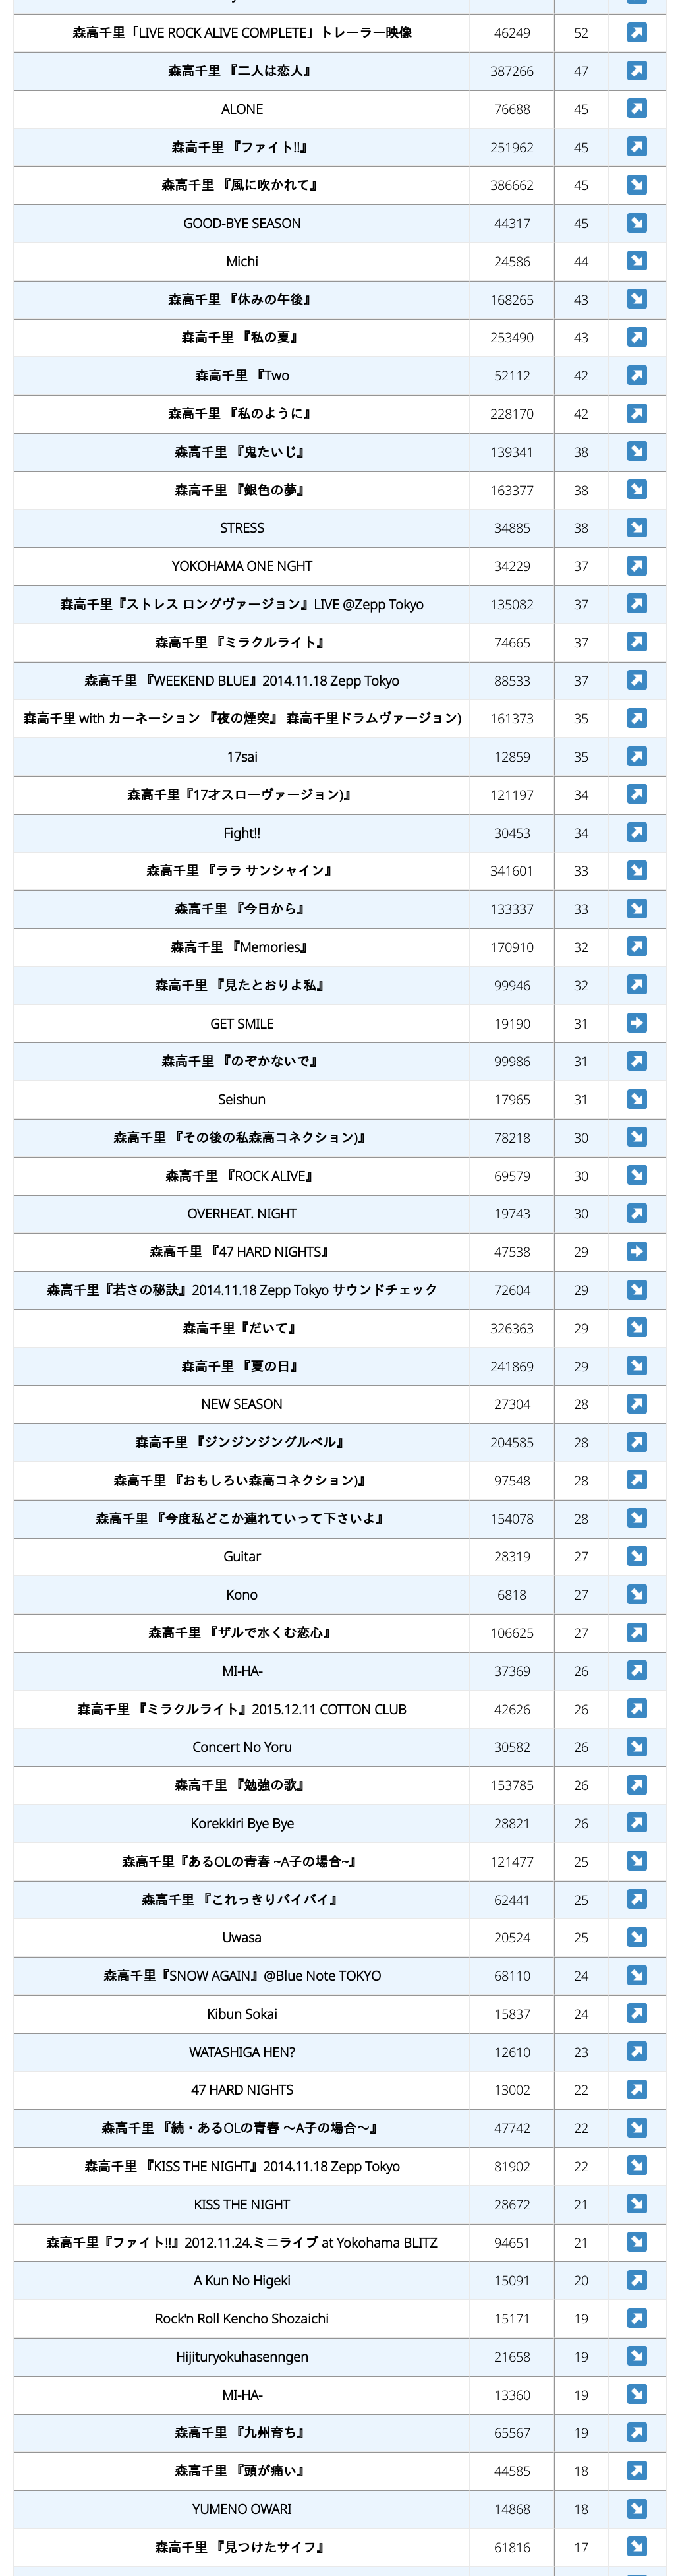 森高千里「LIVE ROCK ALIVE COMPLETE」トレーラー映像 46249 52
森高千里 『二人は恋人』 387266 47
ALONE 76688 45
森高千里 『ファイト!!』 251962 45
森高千里 『風に吹かれて』 386662 45
GOOD-BYE SEASON 44317 45
Michi 24586 44
森高千里 『休みの午後』 168265 43
森高千里 『私の夏』 253490 43
森高千里 『Two 52112 42
森高千里 『私のように』 228170 42
森高千里 『鬼たいじ』 139341 38
森高千里 『銀色の夢』 163377 38
STRESS 34885 38
YOKOHAMA ONE NGHT 34229 37
森高千里『ストレス ロングヴァージョン』LIVE @Zepp Tokyo 135082 37
森高千里 『ミラクルライト』 74665 37
森高千里 『WEEKEND BLUE』2014.11.18 Zepp Tokyo 88533 37
森高千里 with カーネーション 『夜の煙突』 森高千里ドラムヴァージョン) 161373 35
17sai 12859 35
森高千里『17才スローヴァージョン)』 121197 34
Fight!! 30453 34
森高千里 『ララ サンシャイン』 341601 33
森高千里 『今日から』 133337 33
森高千里 『Memories』 170910 32
森高千里 『見たとおりよ私』 99946 32
GET SMILE 19190 31
森高千里 『のぞかないで』 99986 31
Seishun 17965 31
森高千里 『その後の私森高コネクション)』 78218 30
森高千里 『ROCK ALIVE』 69579 30
OVERHEAT. NIGHT 19743 30
森高千里 『47 HARD NIGHTS』 47538 29
森高千里『若さの秘訣』2014.11.18 Zepp Tokyo サウンドチェック 72604 29
森高千里『だいて』 326363 29
森高千里 『夏の日』 241869 29
NEW SEASON 27304 28
森高千里 『ジンジンジングルベル』 204585 28
森高千里 『おもしろい森高コネクション)』 97548 28
森高千里 『今度私どこか連れていって下さいよ』 154078 28
Guitar 28319 27
Kono 6818 27
森高千里 『ザルで水くむ恋心』 106625 27
MI-HA- 37369 26
森高千里 『ミラクルライト』2015.12.11 COTTON CLUB 42626 26
Concert No Yoru 30582 26
森高千里 『勉強の歌』 153785 26
Korekkiri Bye Bye 28821 26
森高千里『あるOLの青春 ~A子の場合~』 121477 25
森高千里 『これっきりバイバイ』 62441 25
Uwasa 20524 25
森高千里『SNOW AGAIN』@Blue Note TOKYO 68110 24
Kibun Sokai 15837 24
WATASHIGA HEN? 12610 23
47 HARD NIGHTS 13002 22
森高千里 『続・あるOLの青春 〜A子の場合〜』 47742 22
森高千里 『KISS THE NIGHT』2014.11.18 Zepp Tokyo 81902 22
KISS THE NIGHT 28672 21
森高千里『ファイト!!』2012.11.24.ミニライブ at Yokohama BLITZ 94651 21
A Kun No Higeki 15091 20
Rock'n Roll Kencho Shozaichi 15171 19
Hijituryokuhasenngen 21658 19
MI-HA- 13360 19
森高千里 『九州育ち』 65567 19
森高千里 『頭が痛い』 44585 18
YUMENO OWARI 14868 18
森高千里 『見つけたサイフ』 61816 17